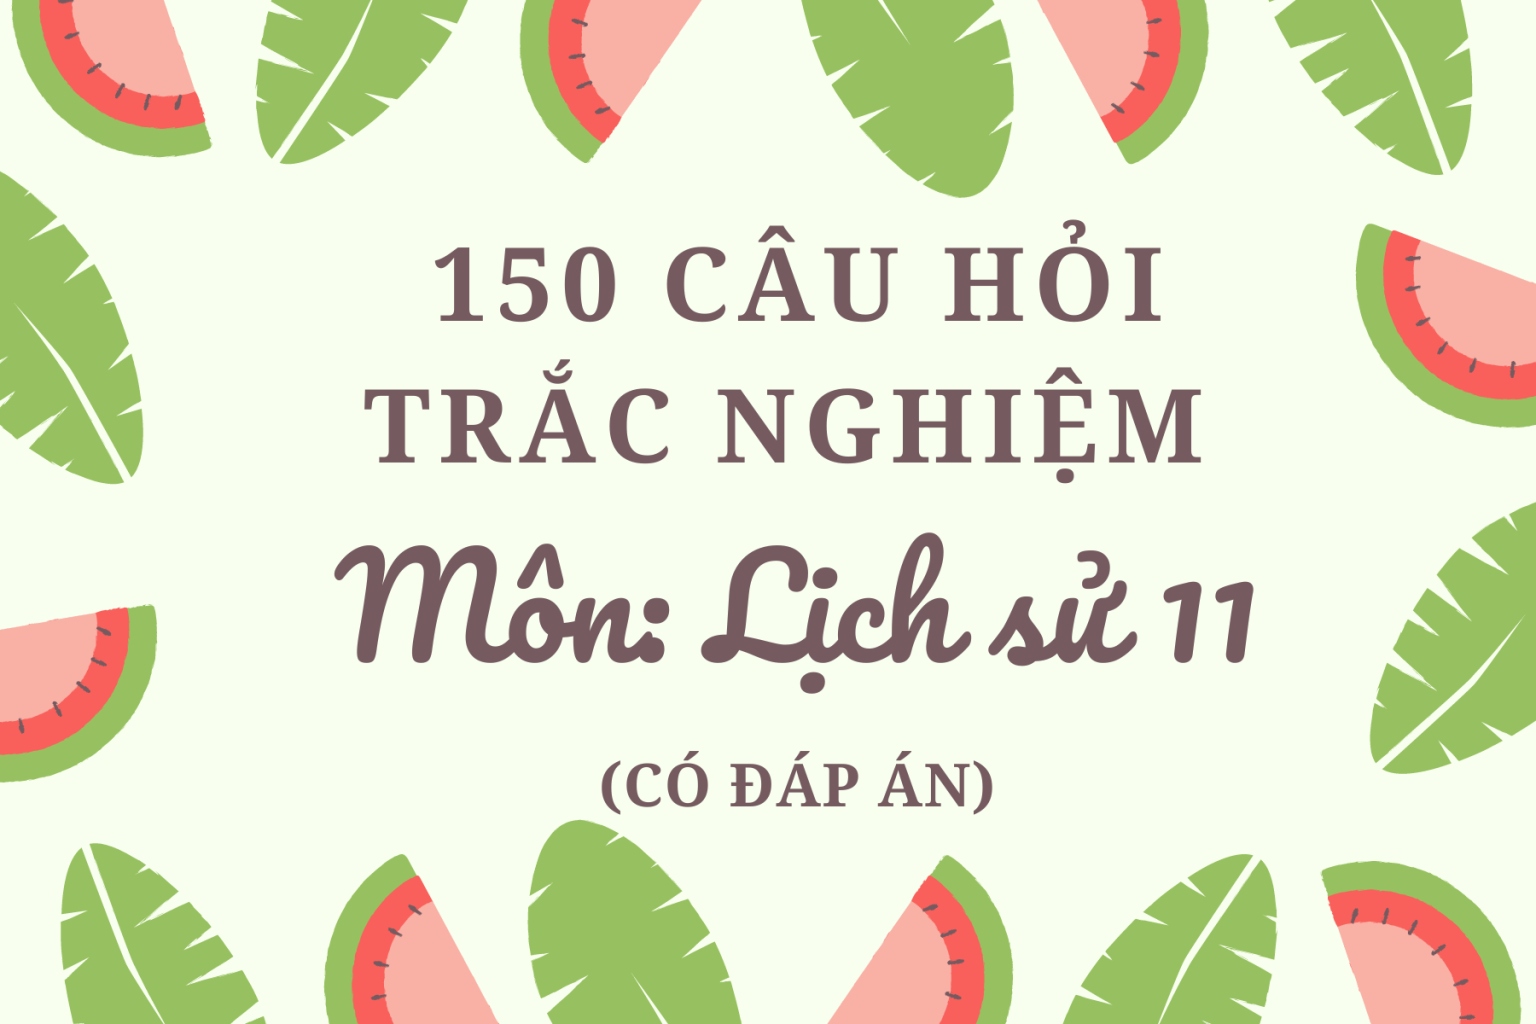 150 CÂU HỎI
TRẮC NGHIỆM
Môn: Lịch sử 11
(CÓ ĐÁP ÁN)